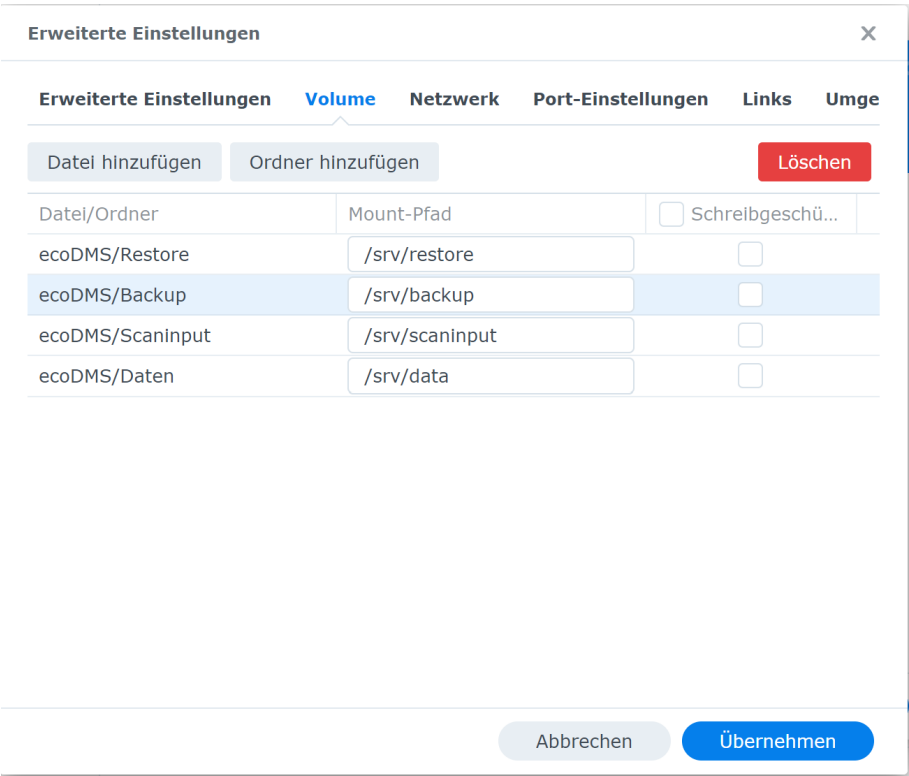 Erweiterte Einstellungen
Erweiterte Einstellungen Volume Netzwerk Port-Einstellungen Links Umge
Datei hinzufügen Ordner hinzufügen Löschen
Datei/Ordner Mount-Pfad Schreibgeschü...
ecoDMS/Restore /srv/restore
ecoDMS/Backup /srv/backup
ecoDMS/Scaninput /srv/scaninput
ecoDMS/Daten /srv/data
Abbrechen Übernehmen